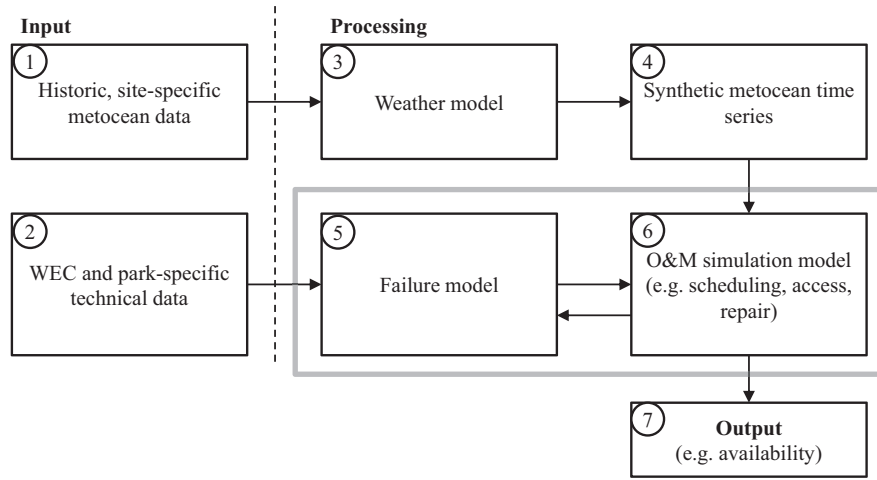 Input
Processing
1
Historic, site-specific
metocean data
3
Weather model
4
Synthetic metocean time
series
2
WEC and park-specific
technical data
5
Failure model
6
O&M simulation model
(e.g. scheduling, access,
repair)
7
Output
(e.g. availability)